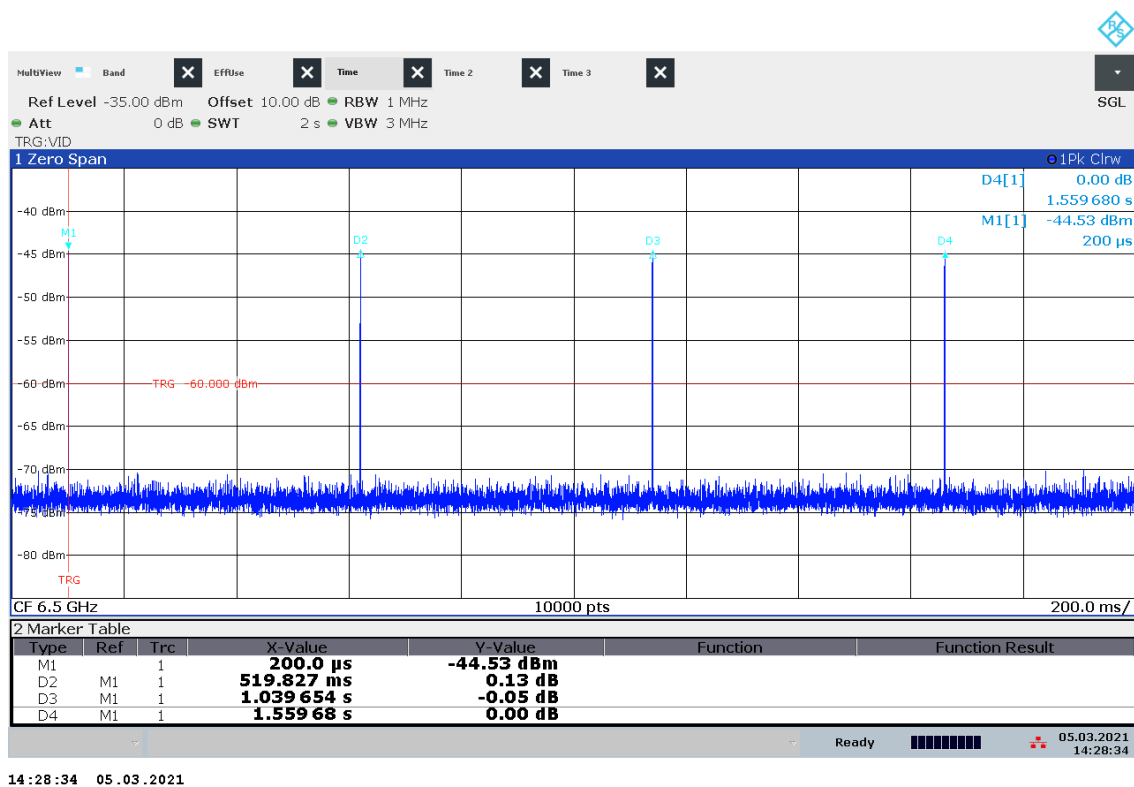 R&S
MultiView Band EffUse Time Time 2 Time 3
Ref Level -35.00 dBm Offset 10.00 dB RBW 1 MHz
SGL
Att 0 dB SWT 2 s VBW 3 MHz
TRG:VID
1 Zero Span 1Pk Clrw
D4[1] 0.00 dB
1.559 680 s
M1[1] -44.53 dBm
200 µs
-40 dBm
M1
D2 D3 D4
-45 dBm
-50 dBm
-55 dBm
-60 dBm TRG -60.000 dBm
-65 dBm
-70 dBm
-75 dBm
-80 dBm
TRG
CF 6.5 GHz 10000 pts 200.0 ms/
2 Marker Table
Type Ref Trc X-Value Y-Value Function Function Result
M1 1 200.0 µs -44.53 dBm
D2 M1 1 519.827 ms 0.13 dB
D3 M1 1 1.039 654 s -0.05 dB
D4 M1 1 1.559 68 s 0.00 dB
Ready 05.03.2021
14:28:34
14:28:34 05.03.2021